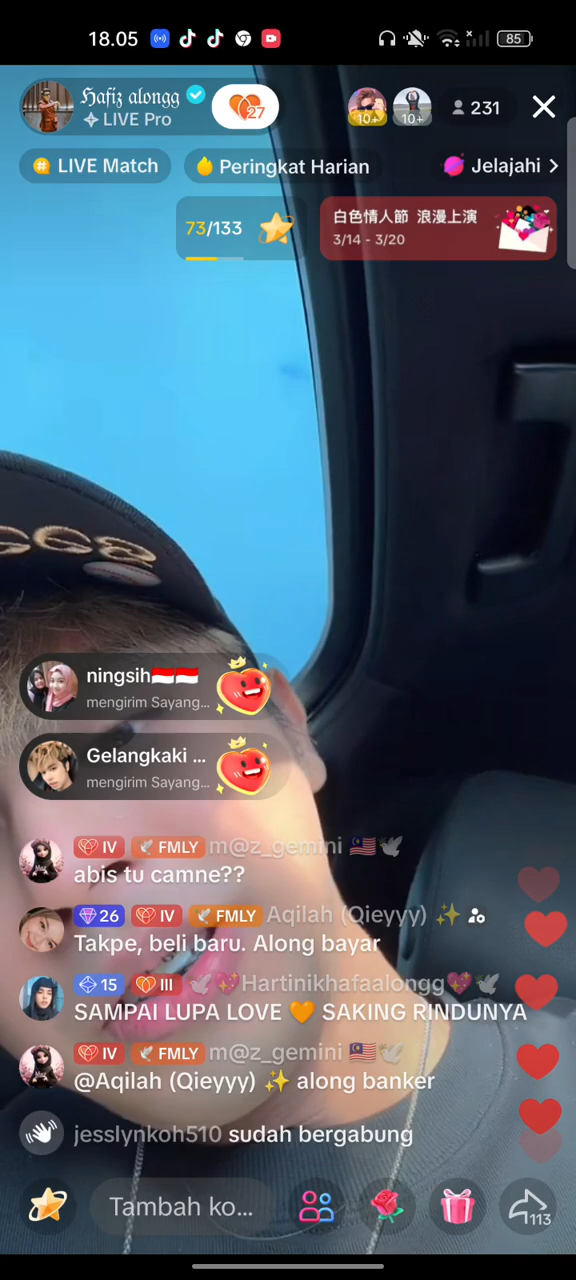 18.05
85
ℌafiz alongg
LIVE Pro
27
10+
10+
231
LIVE Match
Peringkat Harian
Jelajahi
73/133
白色情人節 浪漫上演
3/14 - 3/20
ningsih🇮🇩🇮🇩
mengirim Sayang...
Gelangkaki ...
mengirim Sayang...
IV FMLY m@z_gemini 🇲🇾🕊️
abis tu camne??
26 IV FMLY Aqilah (Qieyyy) ✨
Takpe, beli baru. Along bayar
15 III 🕊️💖Hartinikhafaalongg💖🕊️
SAMPAI LUPA LOVE 🧡 SAKING RINDUNYA
IV FMLY m@z_gemini 🇲🇾🕊️
@Aqilah (Qieyyy) ✨ along banker
jesslynkoh510 sudah bergabung
Tambah ko...
113